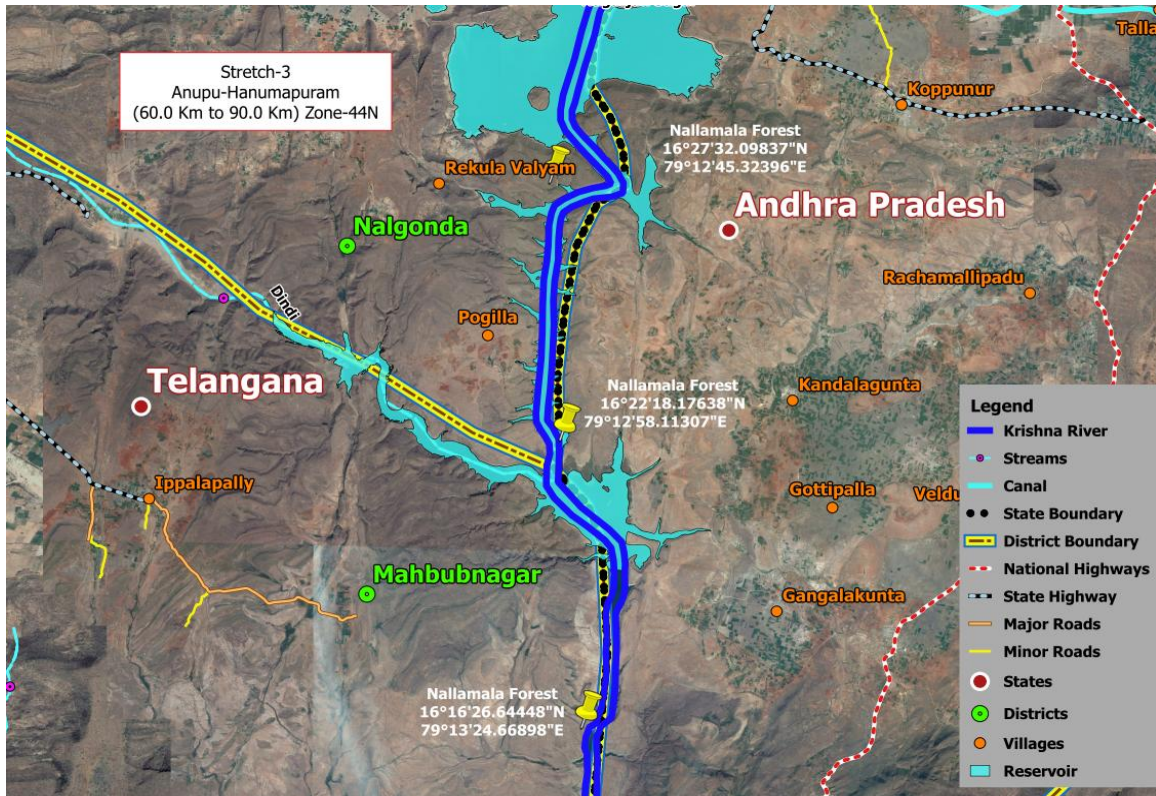 Stretch-3
Anupu-Hanumapuram
(60.0 Km to 90.0 Km) Zone-44N
Talla
Koppunur
Nallamala Forest
16°27'32.09837"N
79°12'45.32396"E
Rekula Valyam
Andhra Pradesh
Nalgonda
Rachamallipadu
Dindi
Pogilla
Telangana
Nallamala Forest
16°22'18.17638"N
79°12'58.11307"E
Kandalagunta
Ippalapally
Gottipalla
Veldu
Mahbubnagar
Gangalakunta
Nallamala Forest
16°16'26.64448"N
79°13'24.66898"E
Legend
Krishna River
Streams
Canal
State Boundary
District Boundary
National Highways
State Highway
Major Roads
Minor Roads
States
Districts
Villages
Reservoir